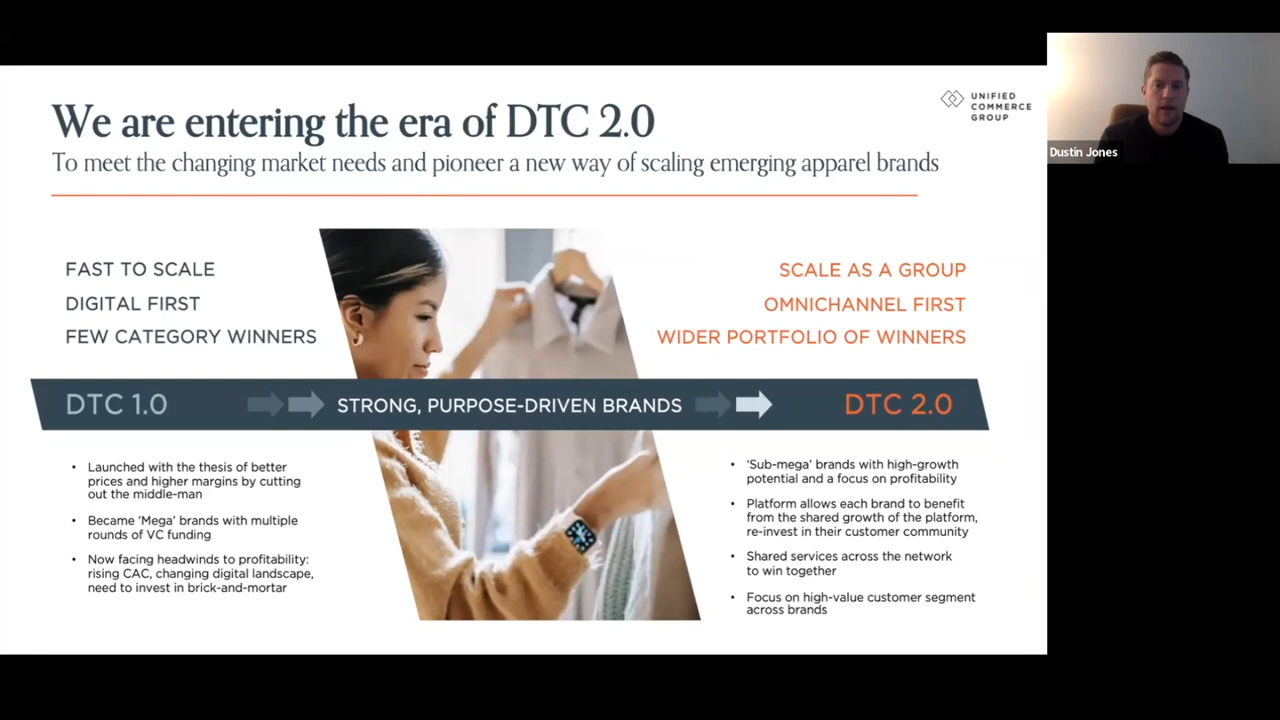 We are entering the era of DTC 2.0
To meet the changing market needs and pioneer a new way of scaling emerging apparel brands
UNIFIED
COMMERCE
GROUP
Dustin Jones
FAST TO SCALE
DIGITAL FIRST
FEW CATEGORY WINNERS
SCALE AS A GROUP
OMNICHANNEL FIRST
WIDER PORTFOLIO OF WINNERS
DTC 1.0
STRONG, PURPOSE-DRIVEN BRANDS
DTC 2.0
• Launched with the thesis of better
prices and higher margins by cutting
out the middle-man
• Became ‘Mega’ brands with multiple
rounds of VC funding
• Now facing headwinds to profitability:
rising CAC, changing digital landscape,
need to invest in brick-and-mortar
• ‘Sub-mega’ brands with high-growth
potential and a focus on profitability
• Platform allows each brand to benefit
from the shared growth of the platform,
re-invest in their customer community
• Shared services across the network
to win together
• Focus on high-value customer segment
across brands